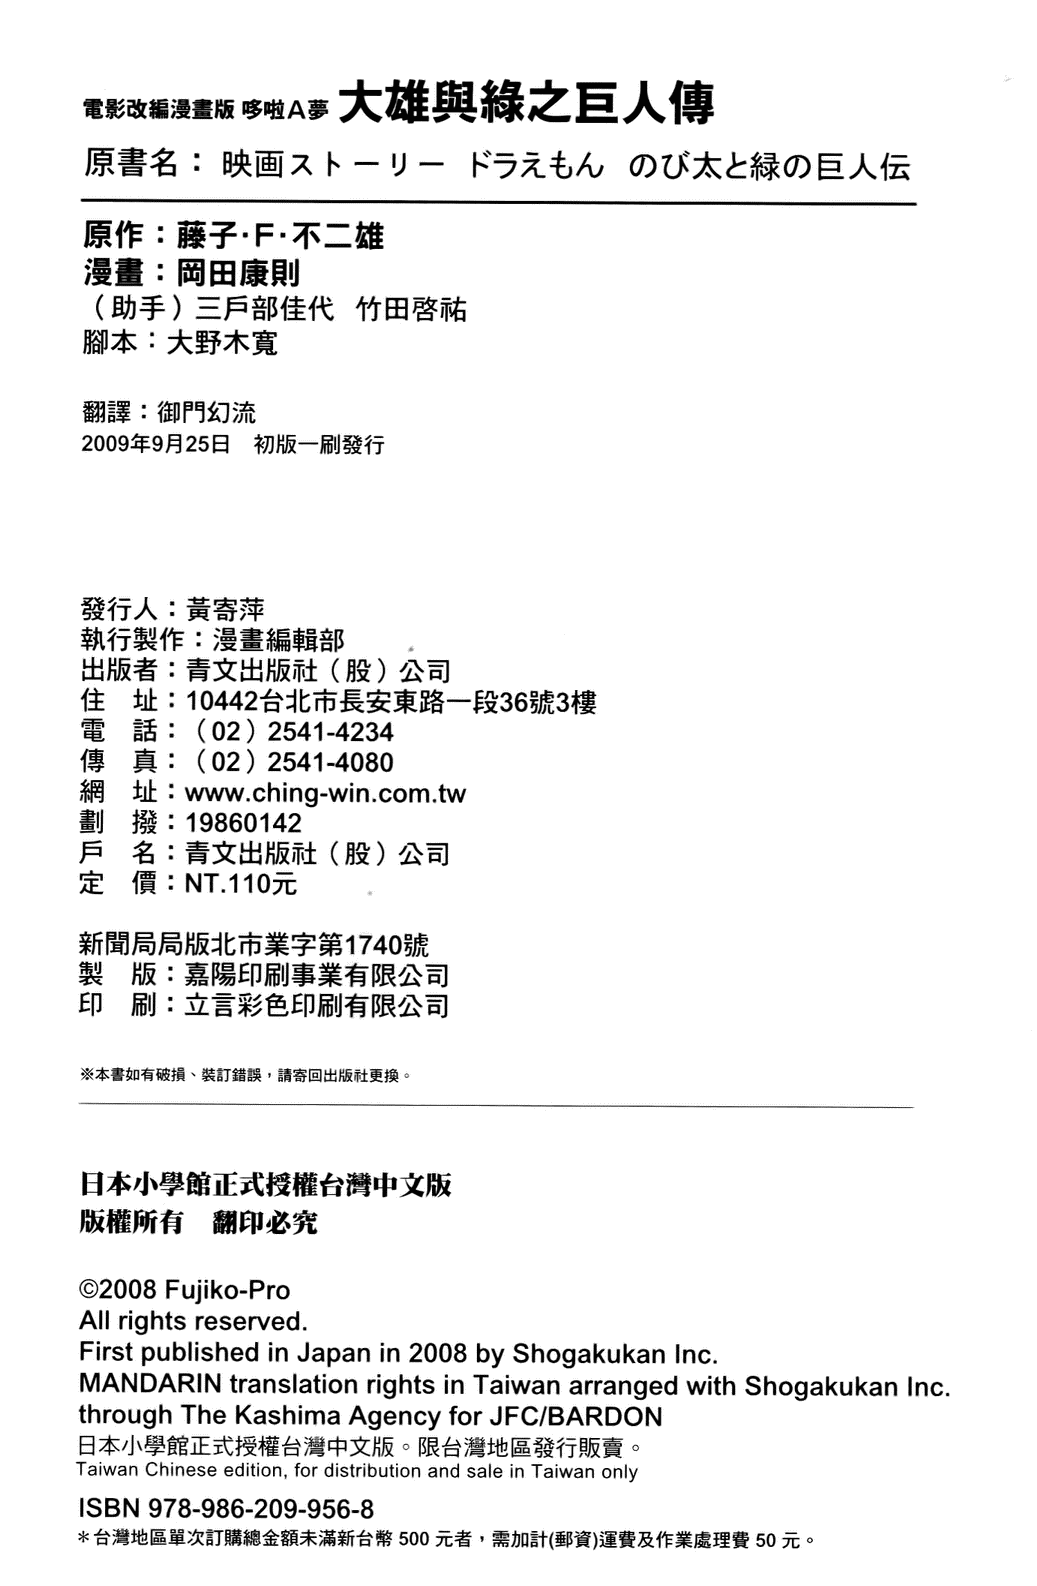 電影改編漫畫版 哆啦A夢 大雄與綠之巨人傳
原書名：映画ストーリー ドラえもん のび太と緑の巨人伝
原作：藤子·F·不二雄
漫畫：岡田康則
（助手）三戶部佳代 竹田啓祐
腳本：大野木寬
翻譯：御門幻流
2009年9月25日 初版一刷發行
發行人：黃寄萍
執行製作：漫畫編輯部
出版者：青文出版社（股）公司
住 址：10442台北市長安東路一段36號3樓
電 話：（02）2541-4234
傳 真：（02）2541-4080
網 址：www.ching-win.com.tw
劃 撥：19860142
戶 名：青文出版社（股）公司
定 價：NT.110元
新聞局局版北市業字第1740號
製 版：嘉陽印刷事業有限公司
印 刷：立言彩色印刷有限公司
※本書如有破損、裝訂錯誤，請寄回出版社更換。
日本小學館正式授權台灣中文版
版權所有 翻印必究
©2008 Fujiko-Pro
All rights reserved.
First published in Japan in 2008 by Shogakukan Inc.
MANDARIN translation rights in Taiwan arranged with Shogakukan Inc.
through The Kashima Agency for JFC/BARDON
日本小學館正式授權台灣中文版。限台灣地區發行販賣。
Taiwan Chinese edition, for distribution and sale in Taiwan only
ISBN 978-986-209-956-8
＊台灣地區單次訂購總金額未滿新台幣 500 元者，需加計(郵資)運費及作業處理費 50 元。